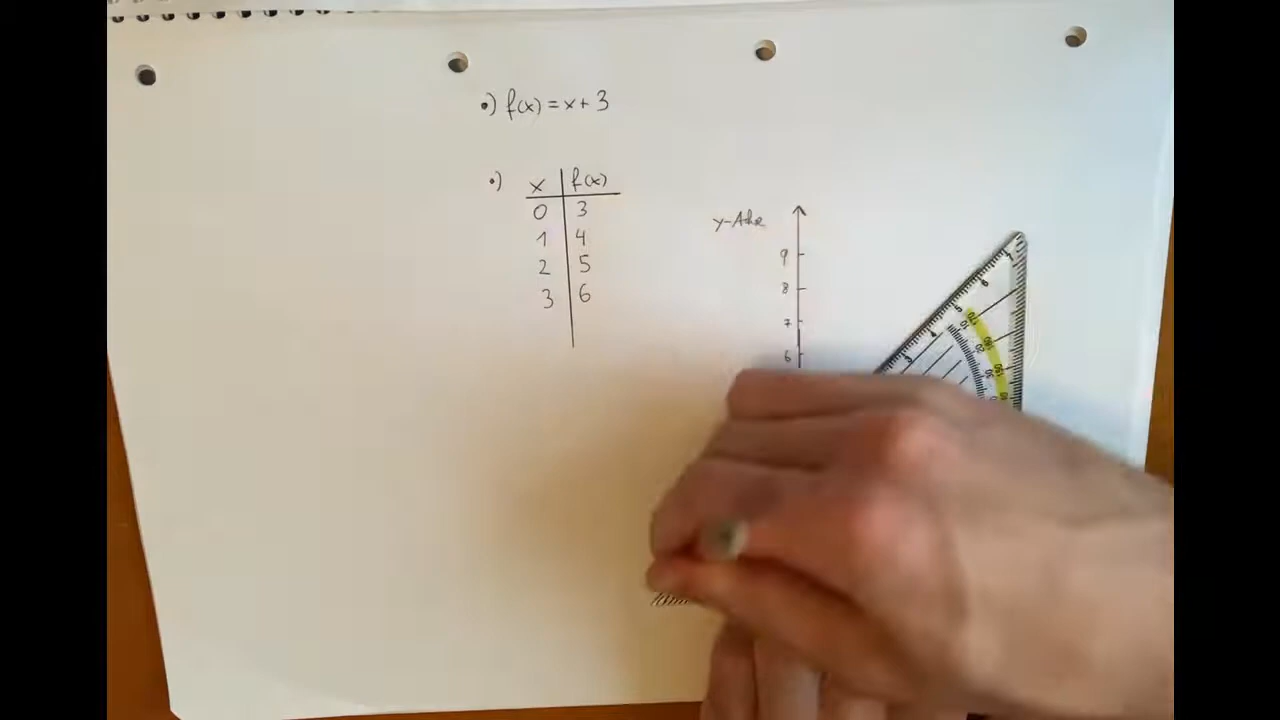 •) f(x) = x + 3
•) x f(x)
0 3
1 4
2 5
3 6
y-Achse
9
8
7
6